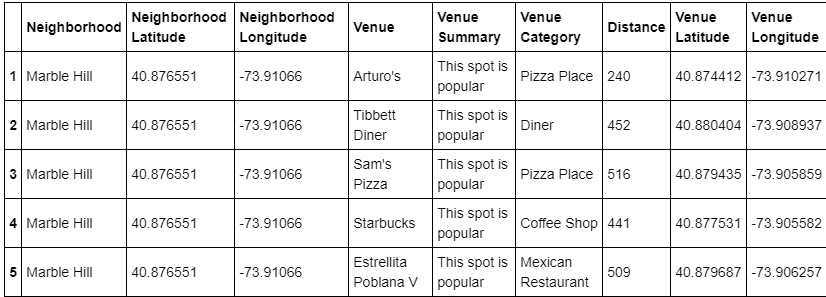 Neighborhood Neighborhood Latitude Neighborhood Longitude Venue Venue Summary Venue Category Distance Venue Latitude Venue Longitude
1 Marble Hill 40.876551 -73.91066 Arturo's This spot is popular Pizza Place 240 40.874412 -73.910271
2 Marble Hill 40.876551 -73.91066 Tibbett Diner This spot is popular Diner 452 40.880404 -73.908937
3 Marble Hill 40.876551 -73.91066 Sam's Pizza This spot is popular Pizza Place 516 40.879435 -73.905859
4 Marble Hill 40.876551 -73.91066 Starbucks This spot is popular Coffee Shop 441 40.877531 -73.905582
5 Marble Hill 40.876551 -73.91066 Estrellita Poblana V This spot is popular Mexican Restaurant 509 40.879687 -73.906257